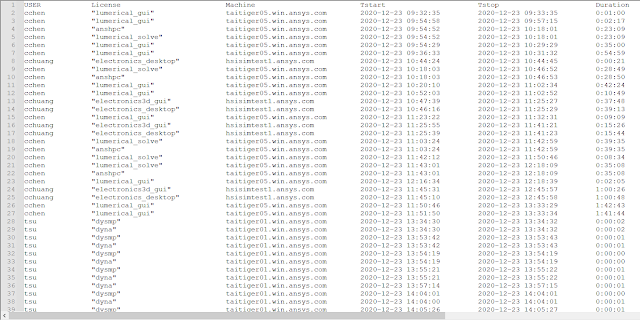 1 USER License Machine Tstart Tstop Duration
2 cchen "lumerical_gui" taitiger05.win.ansys.com 2020-12-23 09:32:35 2020-12-23 09:33:35 0:01:00
3 cchen "lumerical_gui" taitiger05.win.ansys.com 2020-12-23 09:54:58 2020-12-23 09:57:15 0:02:17
4 cchen "anshpc" taitiger05.win.ansys.com 2020-12-23 09:54:52 2020-12-23 10:18:01 0:23:09
5 cchen "lumerical_solve" taitiger05.win.ansys.com 2020-12-23 09:54:52 2020-12-23 10:18:01 0:23:09
6 cchen "lumerical_gui" taitiger05.win.ansys.com 2020-12-23 09:54:29 2020-12-23 10:29:29 0:35:00
7 cchen "lumerical_gui" taitiger05.win.ansys.com 2020-12-23 09:36:33 2020-12-23 10:31:32 0:54:59
8 cchuang "electronics_desktop" hsisimtest1.ansys.com 2020-12-23 10:44:24 2020-12-23 10:44:45 0:00:21
9 cchen "lumerical_solve" taitiger05.win.ansys.com 2020-12-23 10:18:03 2020-12-23 10:46:52 0:28:49
10 cchen "anshpc" taitiger05.win.ansys.com 2020-12-23 10:18:03 2020-12-23 10:46:53 0:28:50
11 cchen "lumerical_gui" taitiger05.win.ansys.com 2020-12-23 10:20:10 2020-12-23 11:02:34 0:42:24
12 cchen "lumerical_gui" taitiger05.win.ansys.com 2020-12-23 10:52:03 2020-12-23 11:02:52 0:10:49
13 cchuang "electronics3d_gui" hsisimtest1.ansys.com 2020-12-23 10:47:39 2020-12-23 11:25:27 0:37:48
14 cchuang "electronics_desktop" hsisimtest1.ansys.com 2020-12-23 10:46:16 2020-12-23 11:25:29 0:39:13
15 cchen "lumerical_gui" taitiger05.win.ansys.com 2020-12-23 11:23:22 2020-12-23 11:32:31 0:09:09
16 cchuang "electronics3d_gui" hsisimtest1.ansys.com 2020-12-23 11:25:55 2020-12-23 11:41:21 0:15:26
17 cchuang "electronics_desktop" hsisimtest1.ansys.com 2020-12-23 11:25:39 2020-12-23 11:41:23 0:15:44
18 cchen "lumerical_solve" taitiger05.win.ansys.com 2020-12-23 11:03:24 2020-12-23 11:42:59 0:39:35
19 cchen "anshpc" taitiger05.win.ansys.com 2020-12-23 11:03:24 2020-12-23 11:42:59 0:39:35
20 cchen "lumerical_solve" taitiger05.win.ansys.com 2020-12-23 11:42:12 2020-12-23 11:50:46 0:08:34
21 cchen "lumerical_solve" taitiger05.win.ansys.com 2020-12-23 11:43:01 2020-12-23 12:18:09 0:35:08
22 cchen "anshpc" taitiger05.win.ansys.com 2020-12-23 11:43:01 2020-12-23 12:18:09 0:35:08
23 cchen "lumerical_gui" taitiger05.win.ansys.com 2020-12-23 12:16:34 2020-12-23 12:18:39 0:02:05
24 cchuang "electronics3d_gui" hsisimtest1.ansys.com 2020-12-23 11:45:31 2020-12-23 12:45:57 1:00:26
25 cchuang "electronics_desktop" hsisimtest1.ansys.com 2020-12-23 11:45:10 2020-12-23 12:45:58 1:00:48
26 cchen "lumerical_gui" taitiger05.win.ansys.com 2020-12-23 11:50:46 2020-12-23 13:33:29 1:42:43
27 cchen "lumerical_gui" taitiger05.win.ansys.com 2020-12-23 11:51:50 2020-12-23 13:33:34 1:41:44
28 tsu "dysmp" taitiger01.win.ansys.com 2020-12-23 13:34:30 2020-12-23 13:34:32 0:00:02
29 tsu "dyna" taitiger01.win.ansys.com 2020-12-23 13:34:30 2020-12-23 13:34:32 0:00:02
30 tsu "dysmp" taitiger01.win.ansys.com 2020-12-23 13:53:42 2020-12-23 13:53:43 0:00:01
31 tsu "dyna" taitiger01.win.ansys.com 2020-12-23 13:53:42 2020-12-23 13:53:43 0:00:01
32 tsu "dysmp" taitiger01.win.ansys.com 2020-12-23 13:54:19 2020-12-23 13:54:19 0:00:00
33 tsu "dyna" taitiger01.win.ansys.com 2020-12-23 13:54:19 2020-12-23 13:54:19 0:00:00
34 tsu "dysmp" taitiger01.win.ansys.com 2020-12-23 13:55:21 2020-12-23 13:55:22 0:00:01
35 tsu "dyna" taitiger01.win.ansys.com 2020-12-23 13:55:21 2020-12-23 13:55:22 0:00:01
36 tsu "dyna" taitiger01.win.ansys.com 2020-12-23 13:57:14 2020-12-23 13:57:15 0:00:01
37 tsu "dysmp" taitiger01.win.ansys.com 2020-12-23 14:04:00 2020-12-23 14:04:01 0:00:01
38 tsu "dyna" taitiger01.win.ansys.com 2020-12-23 14:04:00 2020-12-23 14:04:01 0:00:01
39 tsu "dysmp" taitiger01.win.ansys.com 2020-12-23 14:05:26 2020-12-23 14:05:27 0:00:01